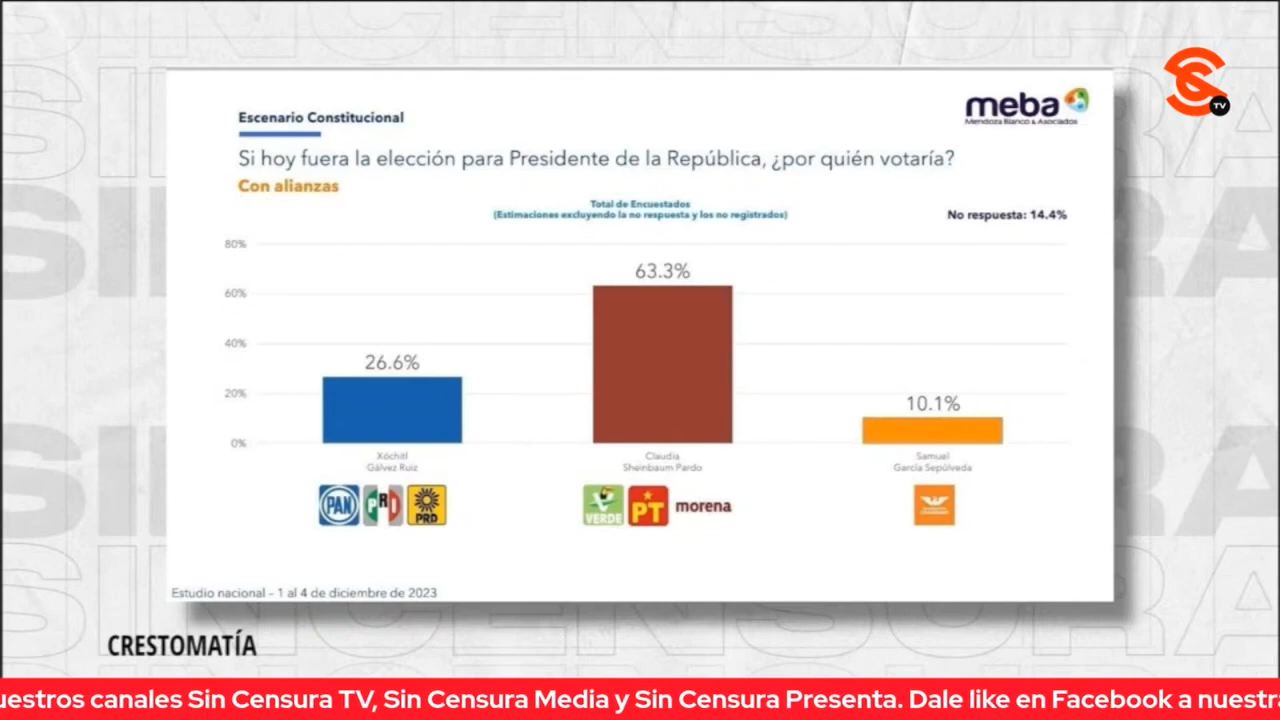 SINCENSURA
TV
Escenario Constitucional
meba
Mendoza Blanco & Asociados
Si hoy fuera la elección para Presidente de la República, ¿por quién votaría?
Con alianzas
Total de Encuestados
(Estimaciones excluyendo la no respuesta y los no registrados)
No respuesta: 14.4%
80%
60%
40%
20%
0%
26.6%
63.3%
10.1%
Xóchitl
Gálvez Ruiz
Claudia
Sheinbaum Pardo
Samuel
García Sepúlveda
PAN
PRI
PRD
VERDE
PT
morena
Estudio nacional - 1 al 4 de diciembre de 2023
CRESTOMATÍA
uestros canales Sin Censura TV, Sin Censura Media y Sin Censura Presenta. Dale like en Facebook a nuestra